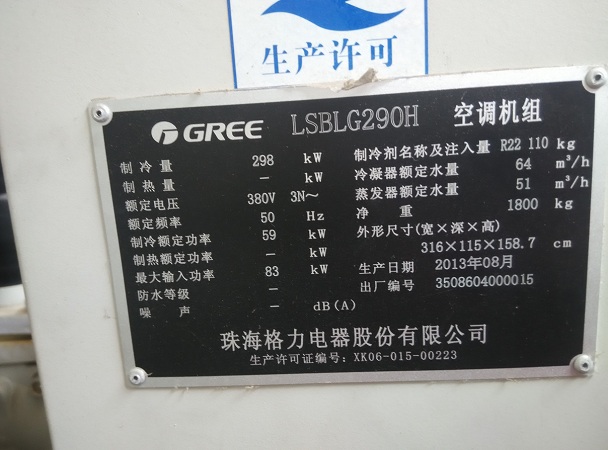 生产许可
GREE LSBLG290H 空调机组
制冷量 298 kW
制热量 — kW
额定电压 380V 3N～
额定频率 50 Hz
制冷额定功率 59 kW
制热额定功率 — kW
最大输入功率 83 kW
防水等级 —
噪声 — dB(A)
制冷剂名称及注入量 R22 110 kg
冷凝器额定水量 64 m³/h
蒸发器额定水量 51 m³/h
净重 1800 kg
外形尺寸(宽×深×高)
316×115×158.7 cm
生产日期 2013年08月
出厂编号 3508604000015
珠海格力电器股份有限公司
生产许可证编号: XK06-015-00223